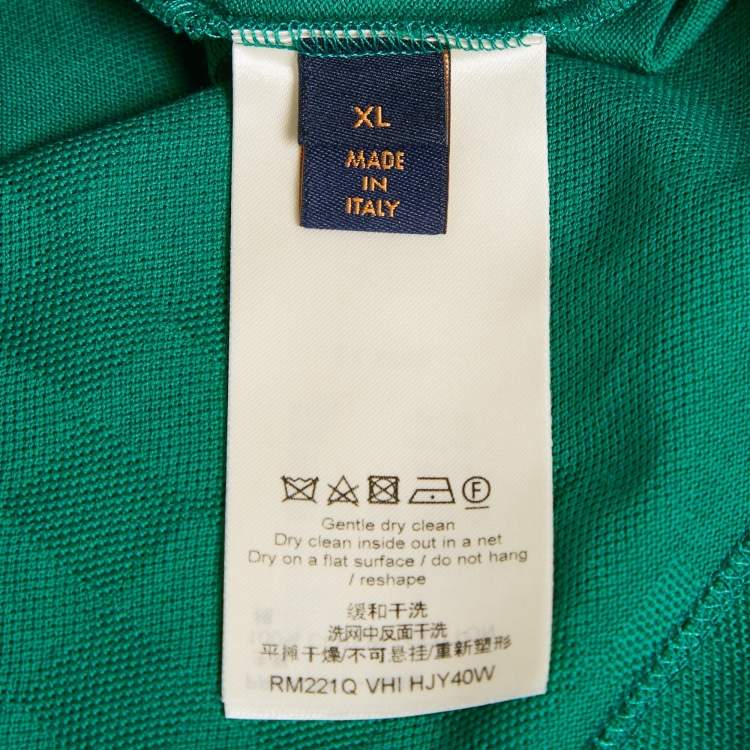 XL
MADE
IN
ITALY
F
Gentle dry clean
Dry clean inside out in a net
Dry on a flat surface / do not hang
/ reshape
缓和干洗
洗网中反面干洗
平摊干燥/不可悬挂/重新塑形
RM221Q VHI HJY40W